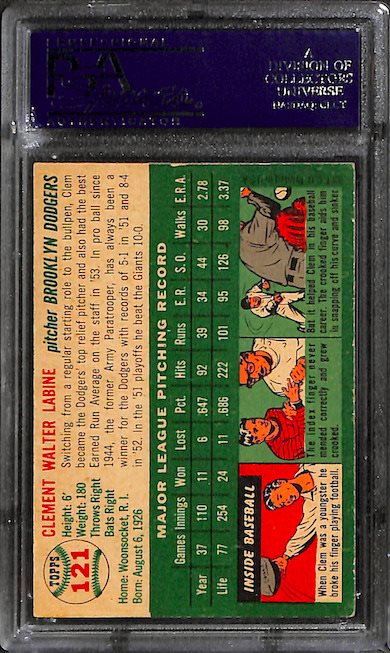 PSA
A
DIVISION OF
COLLECTORS
UNIVERSE
NASDAQ: CLCT
TOPPS
121
CLEMENT WALTER LABINE
Height: 6'
Weight: 180
Throws Right
Bats Right
Home: Woonsocket, R. I.
Born: August 6, 1926
pitcher BROOKLYN DODGERS
Switching from a regular starting role to the bullpen, Clem
became the Dodgers' top relief pitcher and also had the best
Earned Run Average on the staff in '53. In pro ball since
1944, the former Army Paratrooper, has always been a
winner for the Dodgers with records of 5-1 in '51 and 8-4
in '52. In the '51 playoffs he beat the Giants 10-0.
MAJOR LEAGUE PITCHING RECORD
Games Innings Won Lost Pct. Hits Runs E.R. S.O. Walks E.R.A.
Year 37 110 11 6 .647 92 39 34 44 30 2.78
Life 77 254 24 11 .686 222 101 95 126 98 3.37
INSIDE BASEBALL
When Clem was a youngster he
broke his finger playing football.
The index finger never
mended correctly and grew
crooked.
But it helped Clem in his baseball
career. The crooked finger was him
in snapping off his curve and sinker